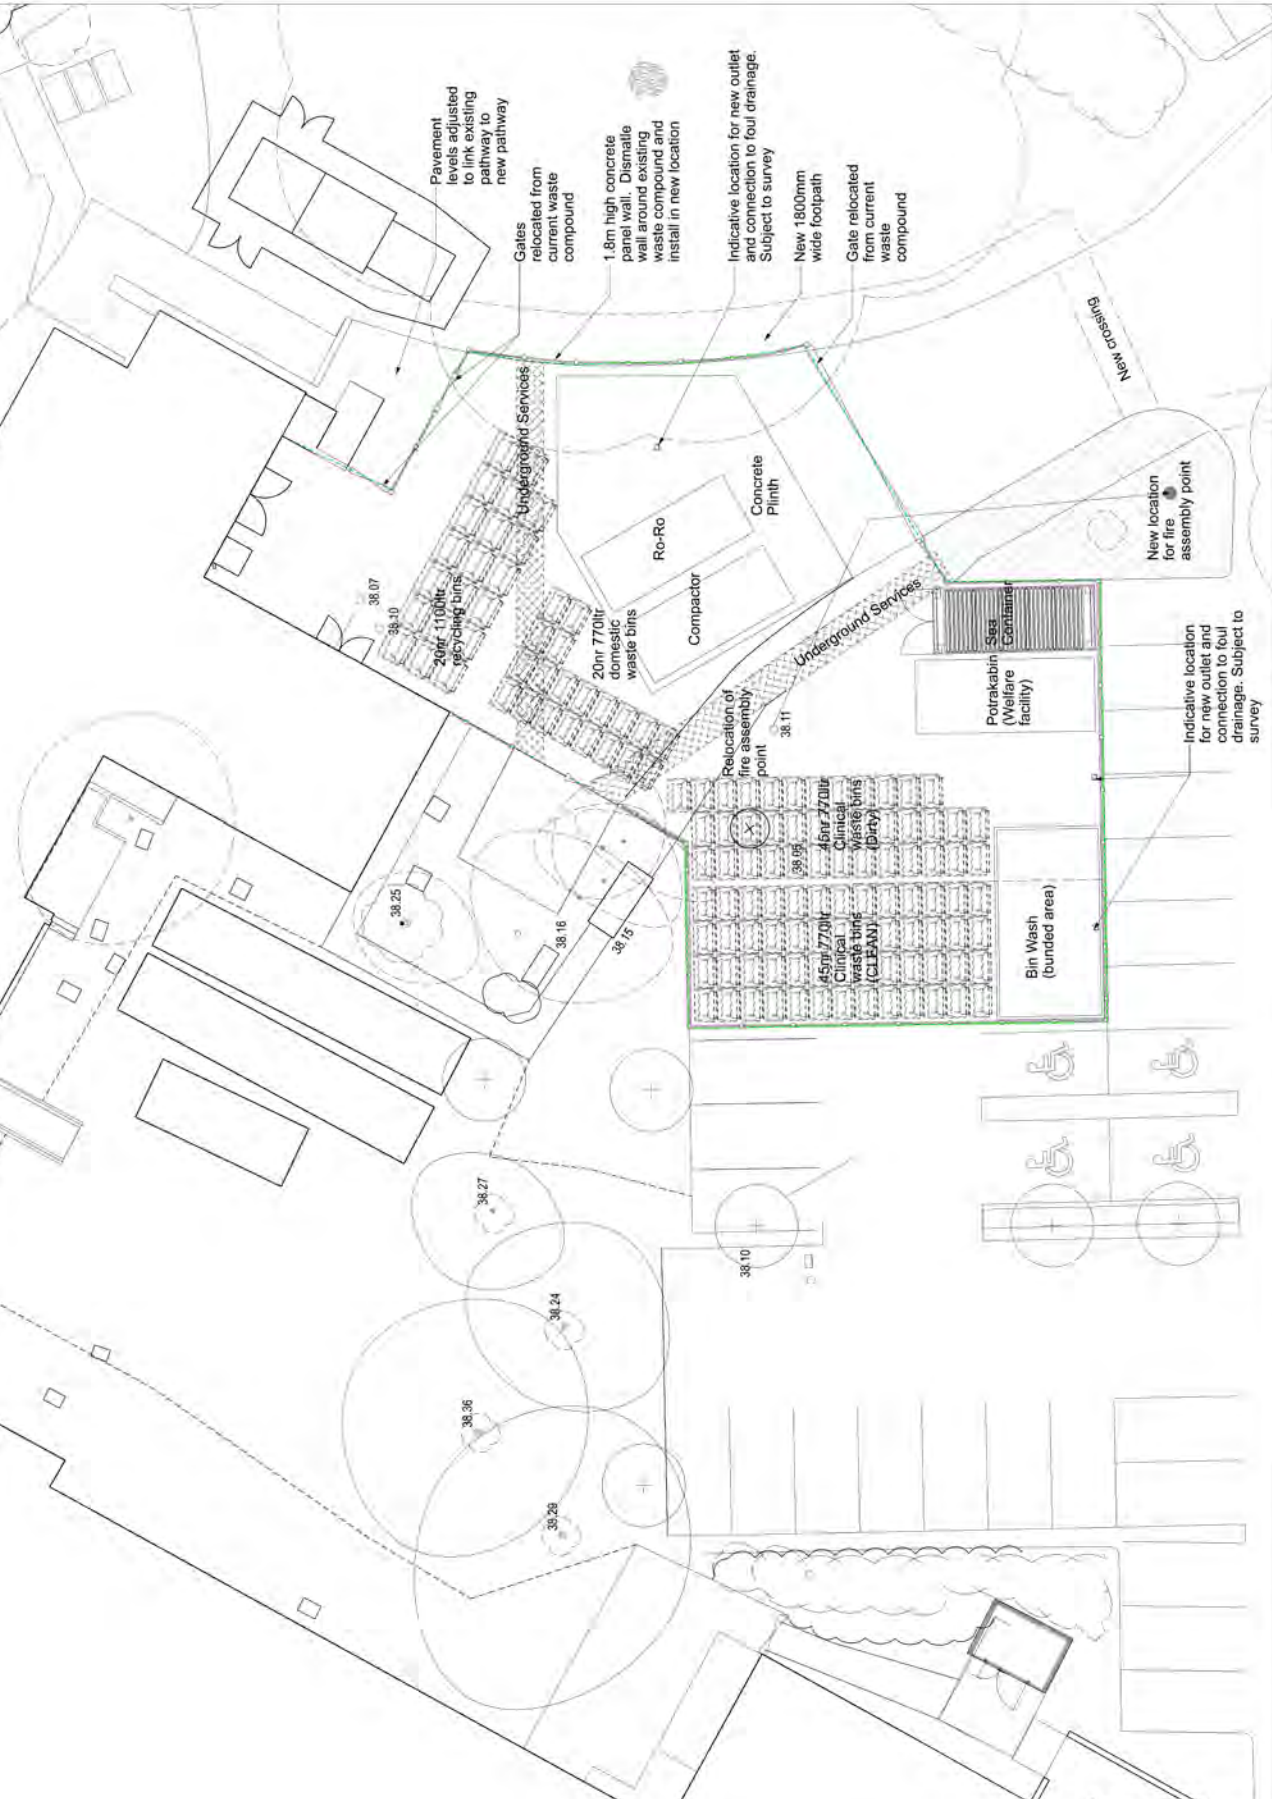 Pavement
levels adjusted
to link existing
pathway to
new pathway
Gates
relocated from
current waste
compound
1.8m high concrete
panel wall. Dismatle
wall around existing
waste compound and
install in new location
Indicative location for new outlet
and connection to foul drainage.
Subject to survey
New 1800mm
wide footpath
Gate relocated
from current
waste
compound
New crossing
Underground Services
Ro-Ro
Concrete
Plinth
Compactor
New location
for fire
assembly point
38.07
38.10
20nr 1100ltr
recycling bins
20nr 770ltr
domestic
waste bins
Underground Services
Sea
Container
Potrakabin
(Welfare
facility)
Indicative location
for new outlet and
connection to foul
drainage. Subject to
survey
Relocation of
fire assembly
point
38.11
45nr 770ltr
Clinical
waste bins
(Dirty)
45nr 770ltr
Clinical
waste bins
(CLEAN)
Bin Wash
(bunded area)
38.25
38.16
38.15
38.27
38.10
38.24
38.36
38.29